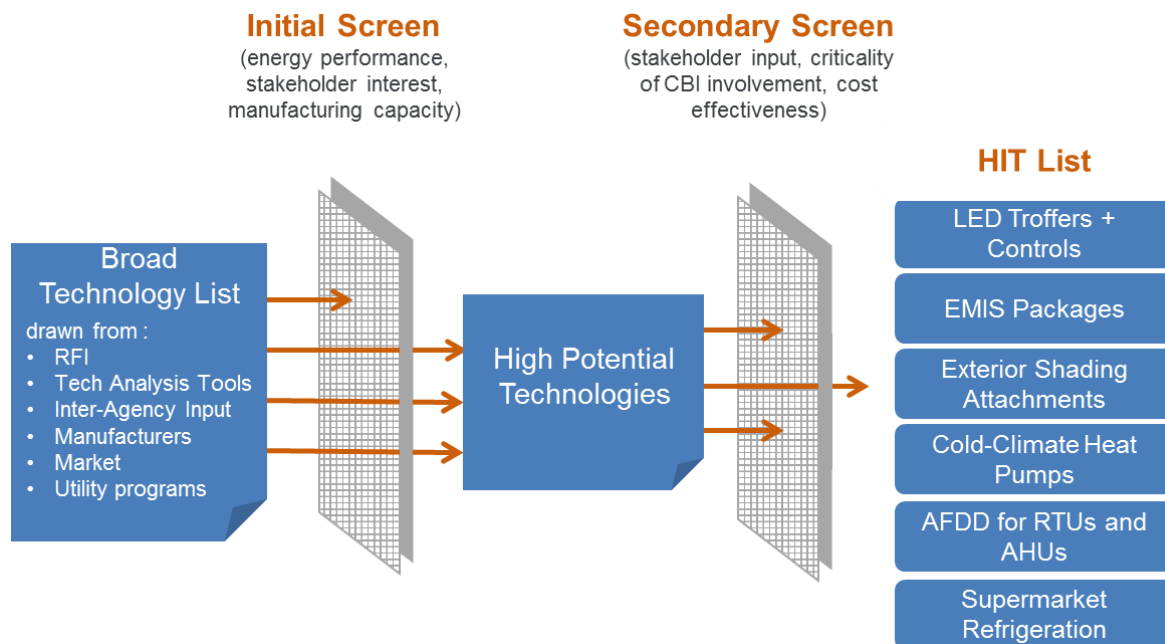 Initial Screen
(energy performance,
stakeholder interest,
manufacturing capacity)
Secondary Screen
(stakeholder input, criticality
of CBI involvement, cost
effectiveness)
Broad
Technology List
drawn from :
• RFI
• Tech Analysis Tools
• Inter-Agency Input
• Manufacturers
• Market
• Utility programs
High Potential
Technologies
HIT List
LED Troffers +
Controls
EMIS Packages
Exterior Shading
Attachments
Cold-Climate Heat
Pumps
AFDD for RTUs and
AHUs
Supermarket
Refrigeration